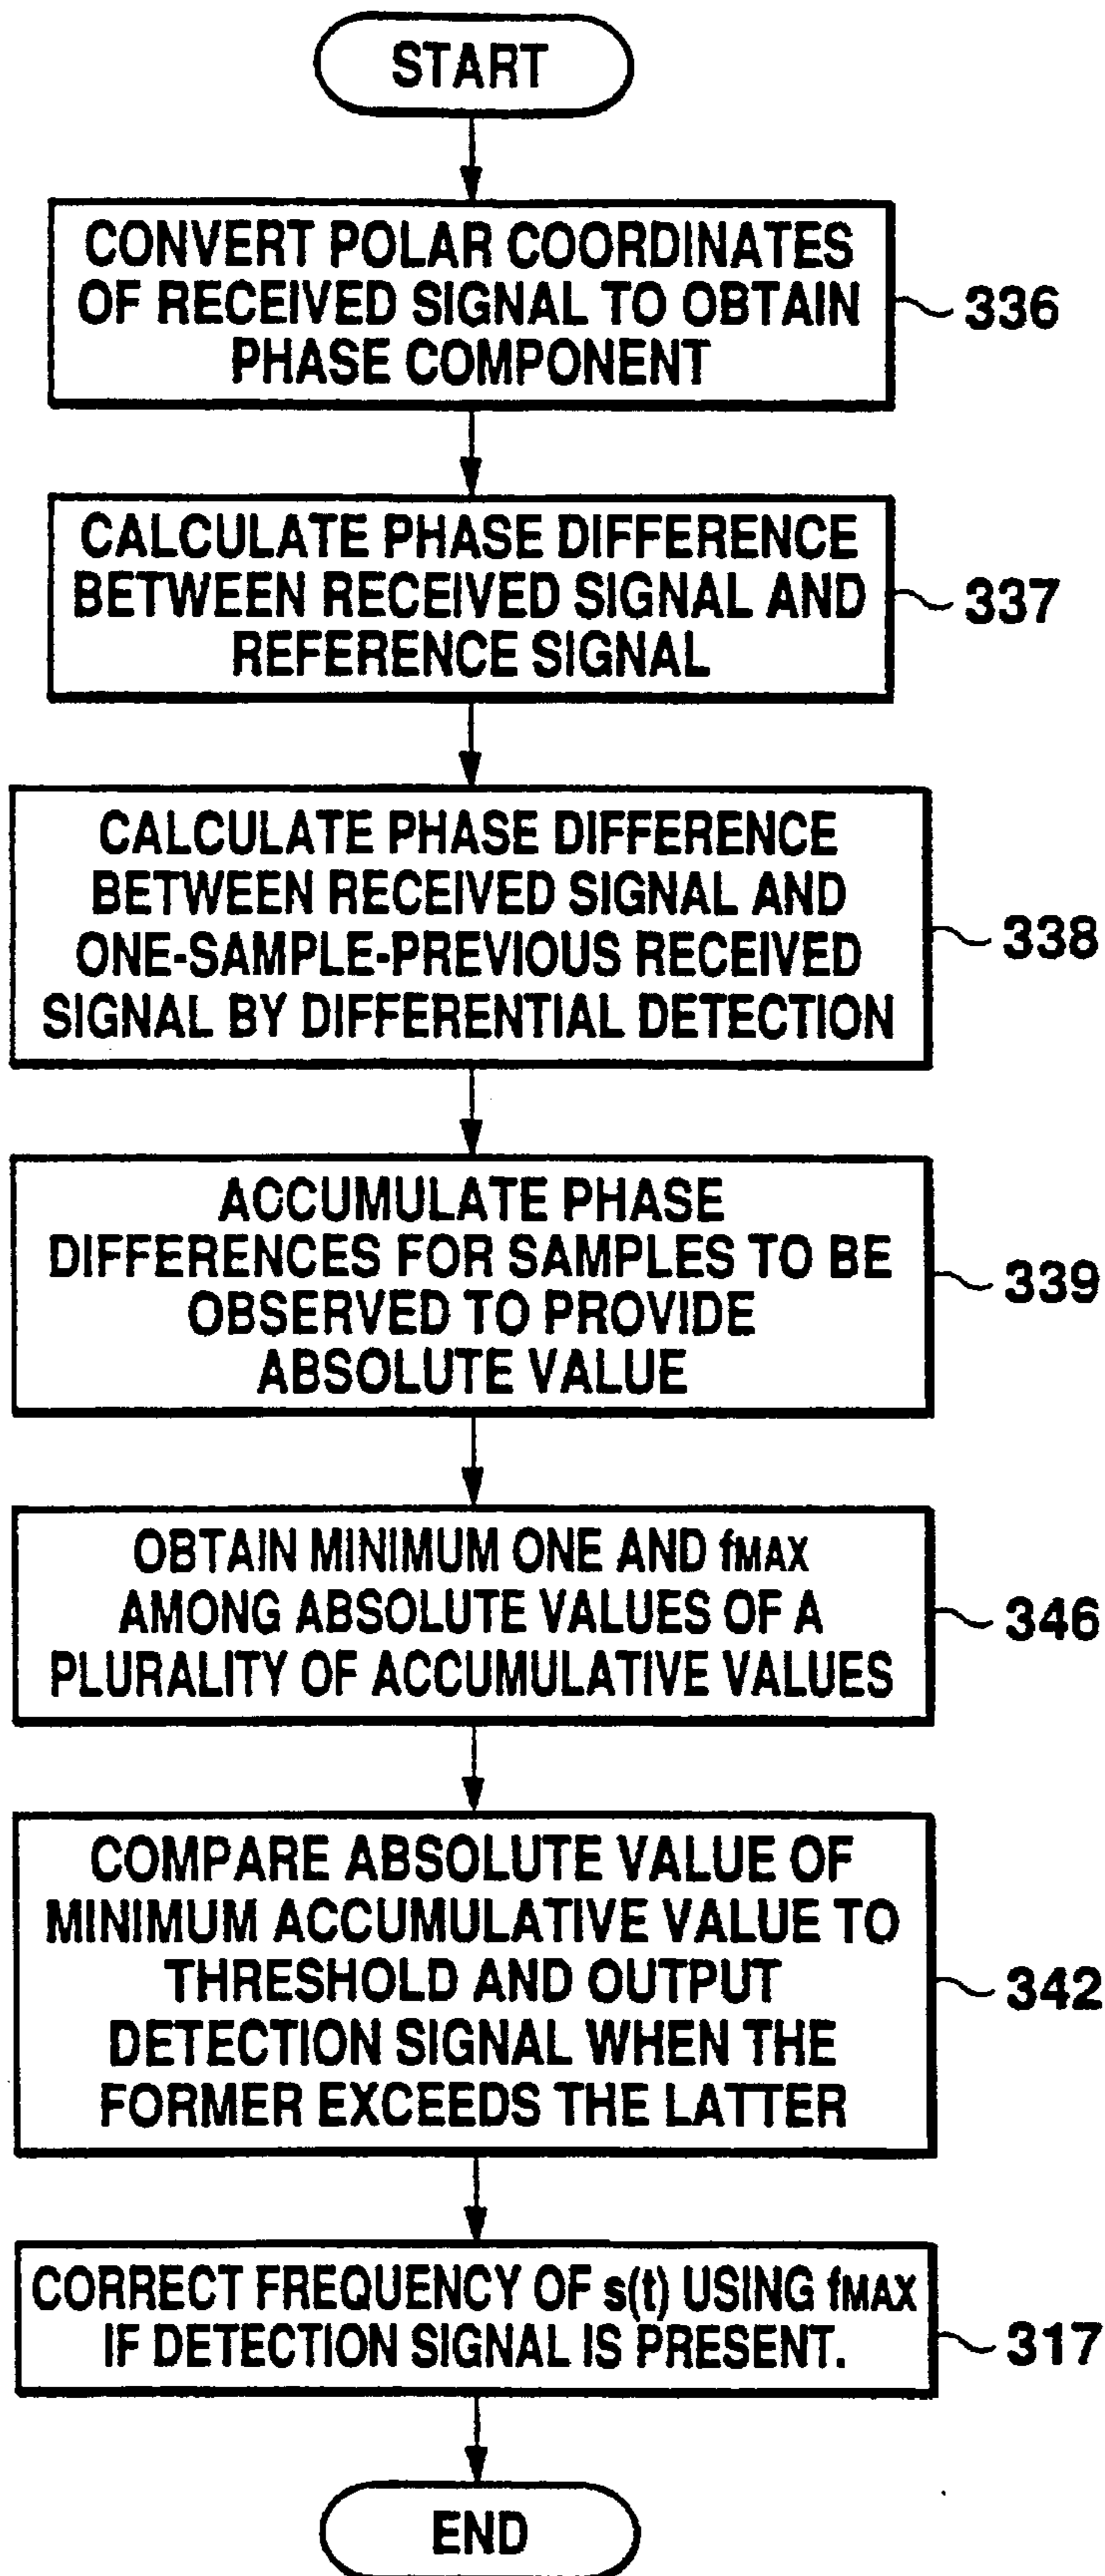 START
CONVERT POLAR COORDINATES
OF RECEIVED SIGNAL TO OBTAIN
PHASE COMPONENT
336
CALCULATE PHASE DIFFERENCE
BETWEEN RECEIVED SIGNAL AND
REFERENCE SIGNAL
337
CALCULATE PHASE DIFFERENCE
BETWEEN RECEIVED SIGNAL AND
ONE-SAMPLE-PREVIOUS RECEIVED
SIGNAL BY DIFFERENTIAL DETECTION
338
ACCUMULATE PHASE
DIFFERENCES FOR SAMPLES TO BE
OBSERVED TO PROVIDE
ABSOLUTE VALUE
339
OBTAIN MINIMUM ONE AND fMAX
AMONG ABSOLUTE VALUES OF A
PLURALITY OF ACCUMULATIVE VALUES
346
COMPARE ABSOLUTE VALUE OF
MINIMUM ACCUMULATIVE VALUE TO
THRESHOLD AND OUTPUT
DETECTION SIGNAL WHEN THE
FORMER EXCEEDS THE LATTER
342
CORRECT FREQUENCY OF s(t) USING fMAX
IF DETECTION SIGNAL IS PRESENT.
317
END